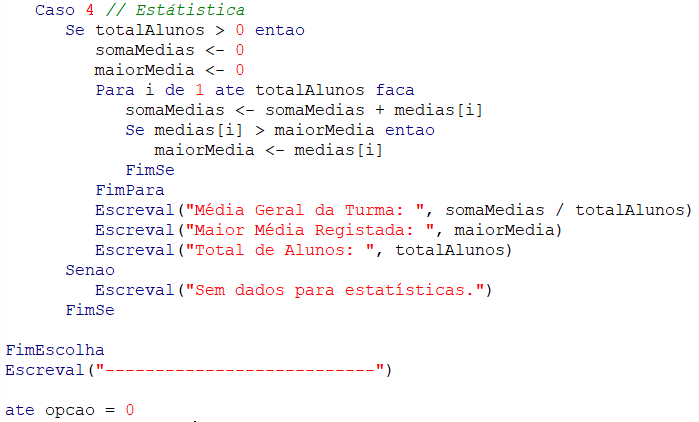 Caso 4 // Estátistica
Se totalAlunos > 0 entao
somaMedias <- 0
maiorMedia <- 0
Para i de 1 ate totalAlunos faca
somaMedias <- somaMedias + medias[i]
Se medias[i] > maiorMedia entao
maiorMedia <- medias[i]
FimSe
FimPara
Escreval("Média Geral da Turma: ", somaMedias / totalAlunos)
Escreval("Maior Média Registada: ", maiorMedia)
Escreval("Total de Alunos: ", totalAlunos)
Senao
Escreval("Sem dados para estatísticas.")
FimSe
FimEscolha
Escreval("---------------------------")
ate opcao = 0